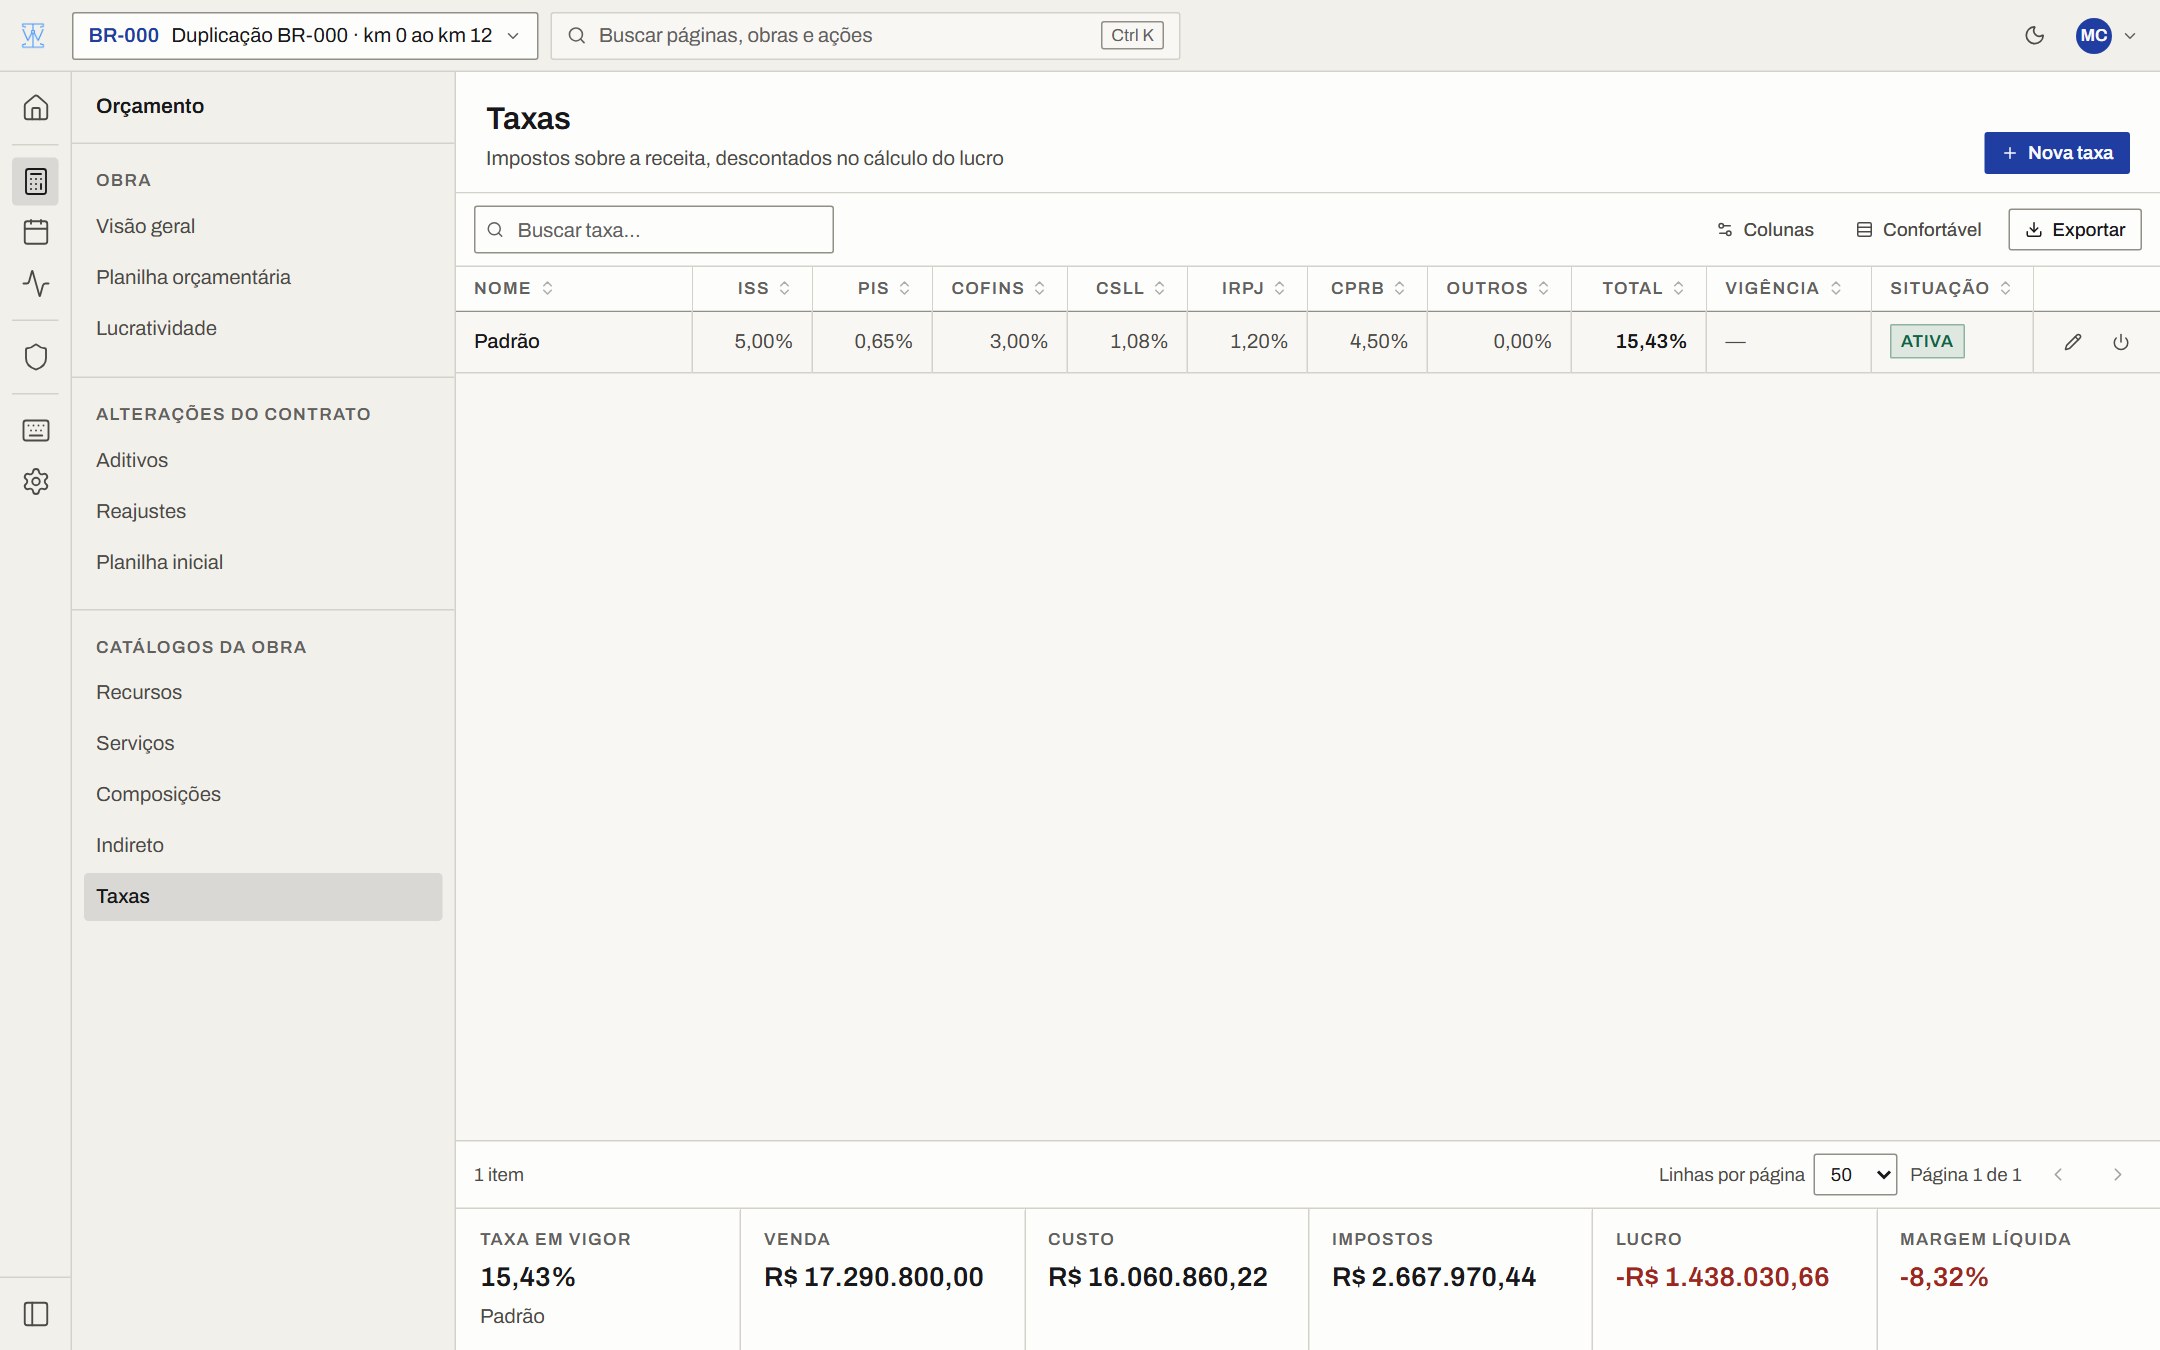 BR-000 Duplicação BR-000 · km 0 ao km 12
Buscar páginas, obras e ações
Ctrl K
MC
Orçamento
OBRA
Visão geral
Planilha orçamentária
Lucratividade
ALTERAÇÕES DO CONTRATO
Aditivos
Reajustes
Planilha inicial
CATÁLOGOS DA OBRA
Recursos
Serviços
Composições
Indireto
Taxas
Taxas
Impostos sobre a receita, descontados no cálculo do lucro
Nova taxa
Buscar taxa...
Colunas
Confortável
Exportar
NOME ISS PIS COFINS CSLL IRPJ CPRB OUTROS TOTAL VIGÊNCIA SITUAÇÃO
Padrão 5,00% 0,65% 3,00% 1,08% 1,20% 4,50% 0,00% 15,43% — ATIVA
1 item
Linhas por página 50 Página 1 de 1
TAXA EM VIGOR
15,43%
Padrão
VENDA
R$ 17.290.800,00
CUSTO
R$ 16.060.860,22
IMPOSTOS
R$ 2.667.970,44
LUCRO
-R$ 1.438.030,66
MARGEM LÍQUIDA
-8,32%